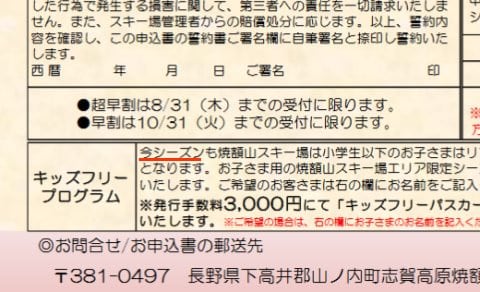 した行為で発生する損害に関して、第三者への責任を一切請求いたしま
せん。また、スキー場管理者からの賠償処分に応じます。以上、誓約内
容を確認し、この申込書の誓約書ご署名欄に自筆署名と捺印し誓約いた
します。
西暦 年 月 日 ご署名 印
●超早割は8/31（木）までの受付に限ります。
●早割は10/31（火）までの受付に限ります。
キッズフリー
プログラム
今シーズンも焼額山スキー場は小学生以下のお子さまはリ
となります。お子さま用の焼額山スキー場エリア限定シー
いたします。ご希望のお客さまは右の欄にお名前をご記入
※発行手数料3,000円にて「キッズフリーパスカー
いたします。※ご希望の場合は、右の欄にお子さまのお名前を記入くだ
◎お問合せ/お申込書の郵送先
〒381-0497 長野県下高井郡山ノ内町志賀高原焼額